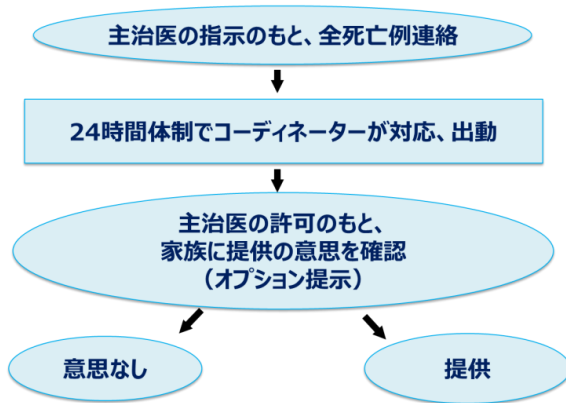 主治医の指示のもと、全死亡例連絡
24時間体制でコーディネーターが対応、出動
主治医の許可のもと、
家族に提供の意思を確認
（オプション提示）
意思なし
提供